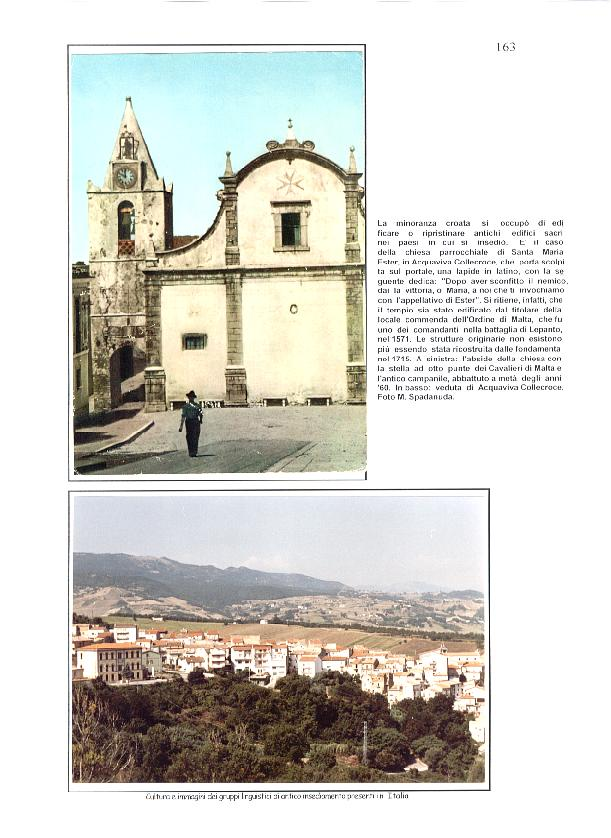 163
La minoranza croata si occupò di edi
ficare o ripristinare antichi edifici sacri
nei paesi in cui si insediò. E' il caso
della chiesa parrocchiale di Santa Maria
Ester, in Acquaviva Collecroce, che porta scolpi
ta sul portale, una lapide in latino, con la se
guente dedica: "Dopo aver sconfitto il nemico,
dai la vittoria, o Maria, a noi che ti invochiamo
con l'appellativo di Ester". Si ritiene, infatti, che
il tempio sia stato edificato dal titolare della
locale commenda dell'Ordine di Malta, che fu
uno dei comandanti nella battaglia di Lepanto,
nel 1571. Le strutture originarie non esistono
più essendo stata ricostruita dalle fondamenta
nel 1715. A sinistra: l'abside della chiesa con
la stella ad otto punte dei Cavalieri di Malta e
l'antico campanile, abbattuto a metà degli anni
'60. In basso: veduta di Acquaviva Collecroce.
Foto M. Spadanuda.
Cultura e immagini dei gruppi linguistici di antico insediamento presenti in Italia